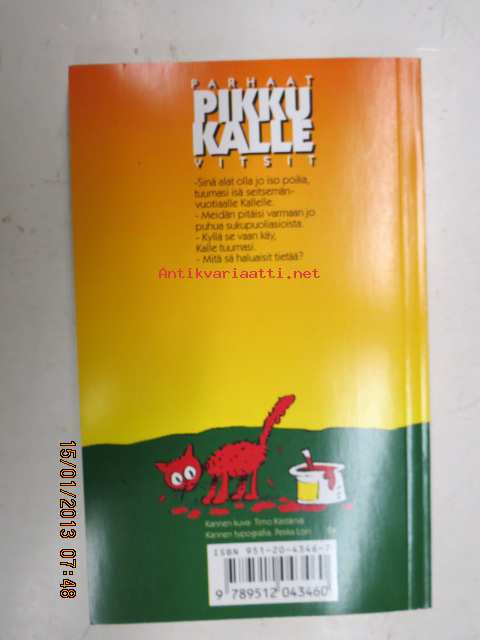 PARHAAT
PIKKU
KALLE
VITSIT
-Sinä alat olla jo iso poika,
tuumasi isä seitsemän-
vuotiaalle Kallelle.
- Meidän pitäisi varmaan jo
puhua sukupuoliasioista.
- Kyllä se vaan käy,
Kalle tuumasi.
- Mitä sä haluaisit tietää?
Antikvariaatti.net
Kannen kuva: Timo Kästämä
Kannen typografia: Pekka Loiri
ISBN 951-20-4346-7
9 789512 043460
15/01/2013 07:48